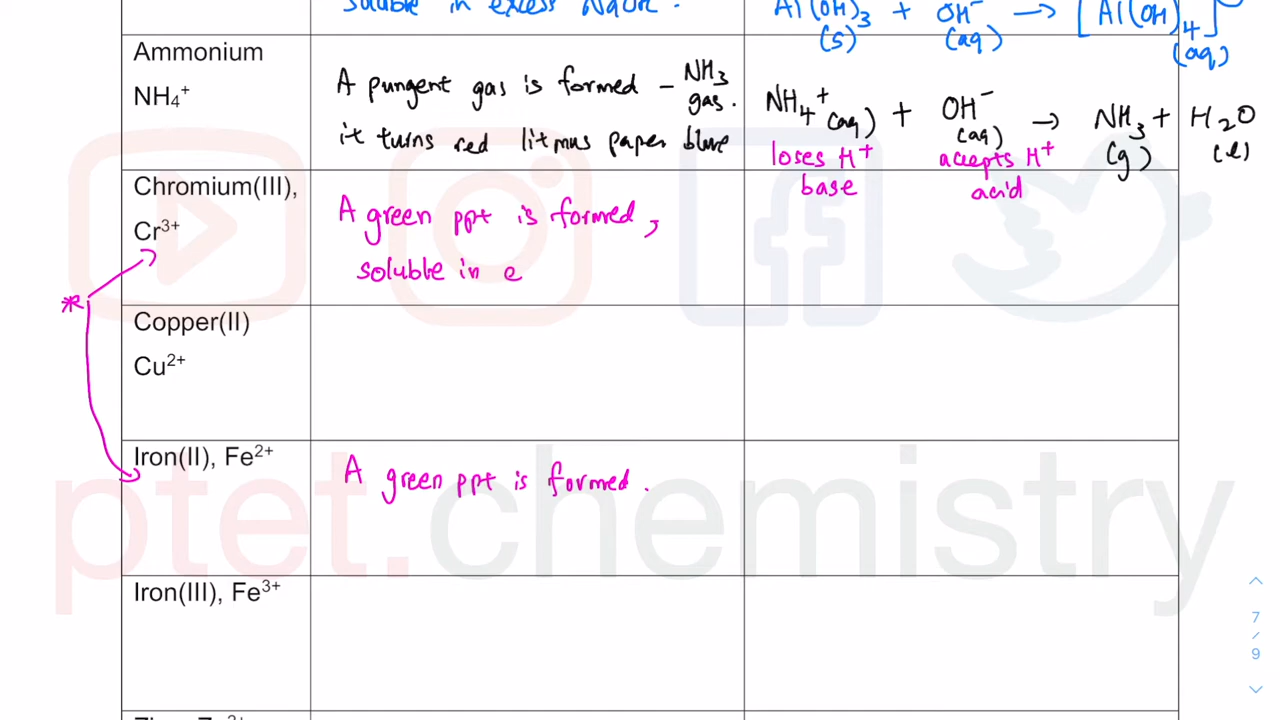 soluble in excess NaOH.
Al(OH)₃ + OH⁻ → [Al(OH)₄]
(s) (aq) (aq)
Ammonium
NH₄⁺
A pungent gas is formed – NH₃
gas.
it turns red litmus paper blue
NH₄⁺ (aq) + OH⁻ (aq) → NH₃ + H₂O
(g) (l)
loses H⁺
base
accepts H⁺
acid
Chromium(III),
Cr³⁺
A green ppt is formed,
soluble in e
*
Copper(II)
Cu²⁺
Iron(II), Fe²⁺
A green ppt is formed.
ptet.chemistry
Iron(III), Fe³⁺
7
/
9